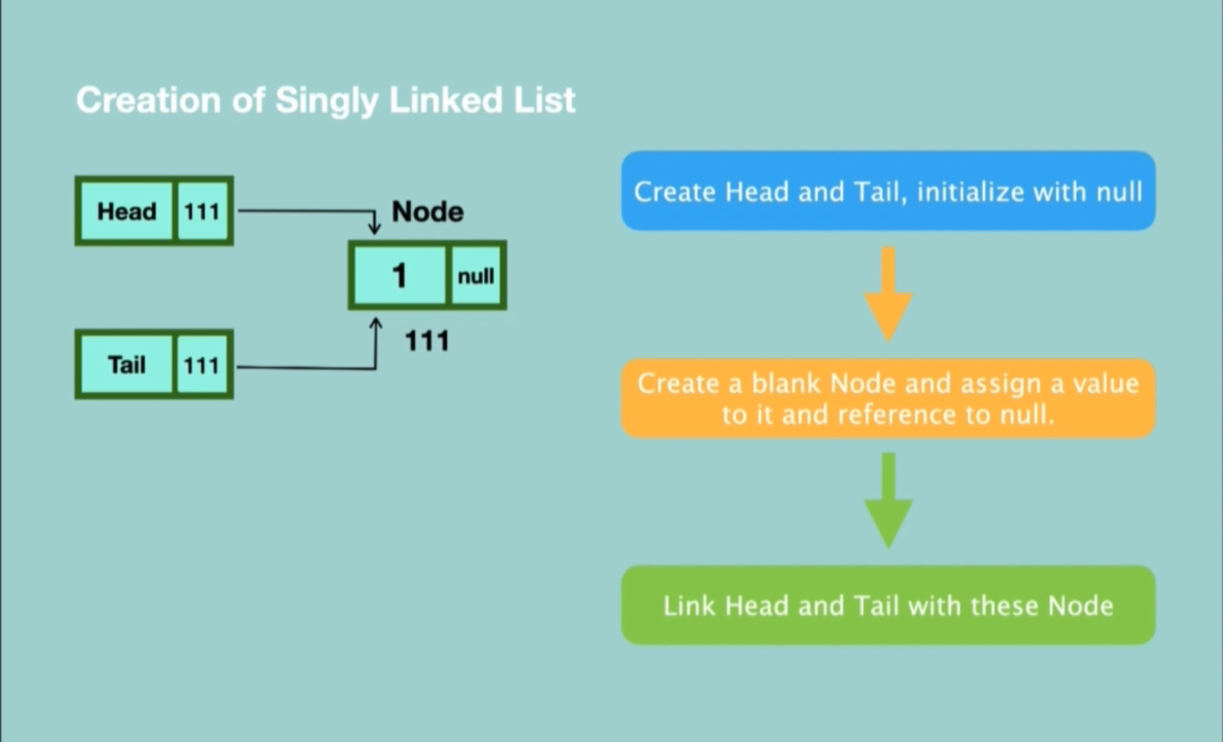 Creation of Singly Linked List
Head 111
Node
1 null
111
Tail 111
Create Head and Tail, initialize with null
Create a blank Node and assign a value
to it and reference to null.
Link Head and Tail with these Node